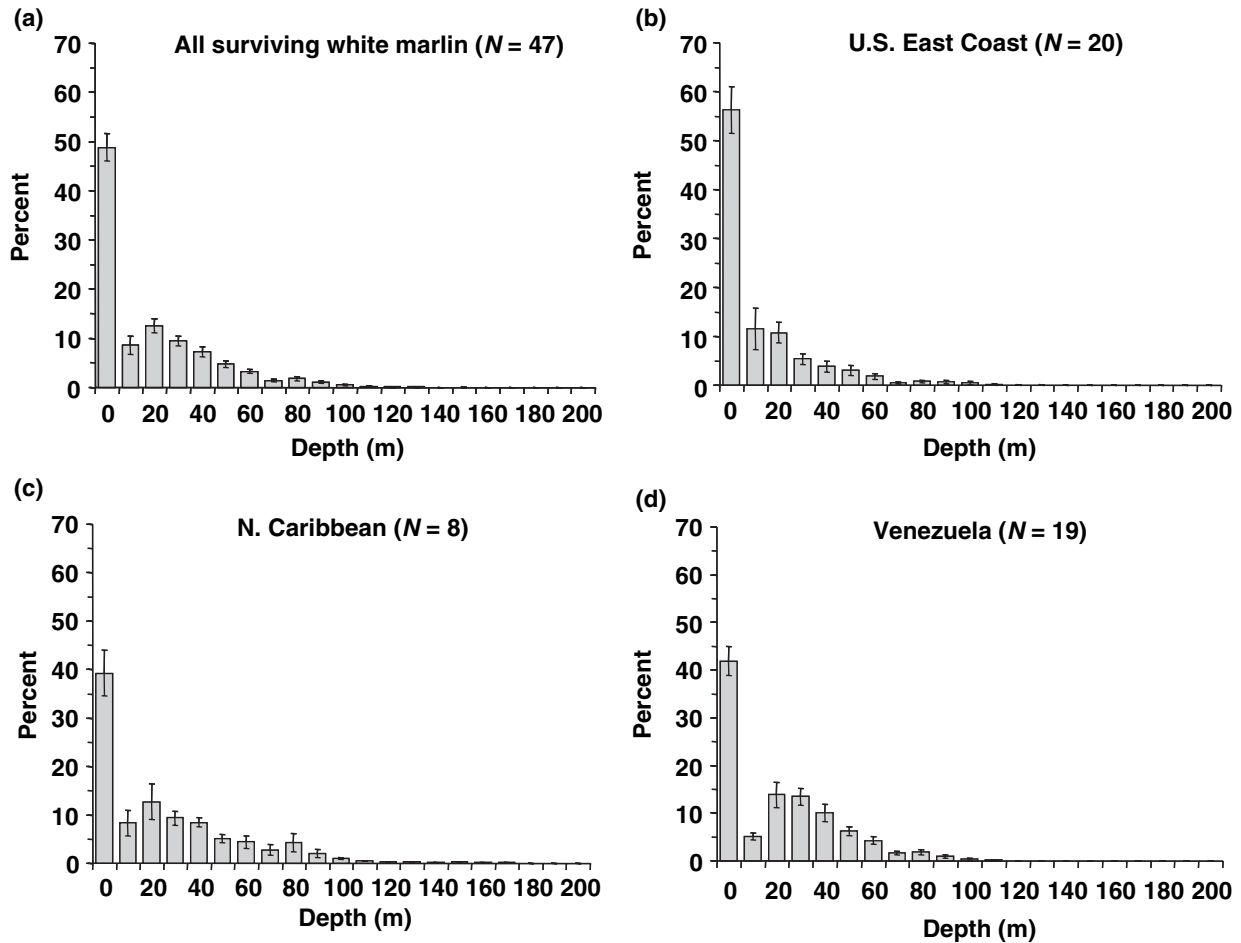 (a)
All surviving white marlin (N = 47)
70
60
50
40
30
20
10
0
Percent
0 20 40 60 80 100 120 140 160 180 200
Depth (m)
(b)
U.S. East Coast (N = 20)
70
60
50
40
30
20
10
0
Percent
0 20 40 60 80 100 120 140 160 180 200
Depth (m)
(c)
N. Caribbean (N = 8)
70
60
50
40
30
20
10
0
Percent
0 20 40 60 80 100 120 140 160 180 200
Depth (m)
(d)
Venezuela (N = 19)
70
60
50
40
30
20
10
0
Percent
0 20 40 60 80 100 120 140 160 180 200
Depth (m)